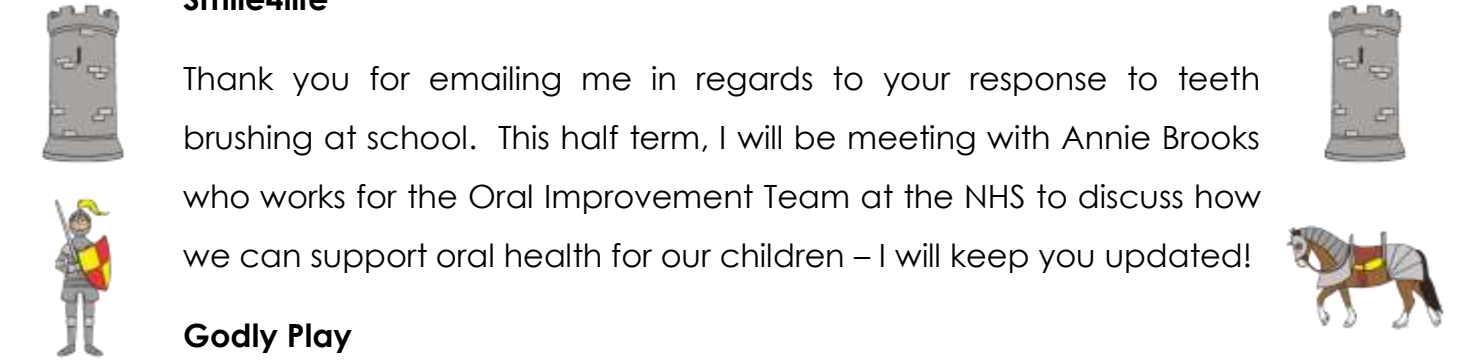 Smile4life
Thank you for emailing me in regards to your response to teeth
brushing at school. This half term, I will be meeting with Annie Brooks
who works for the Oral Improvement Team at the NHS to discuss how
we can support oral health for our children – I will keep you updated!
Godly Play